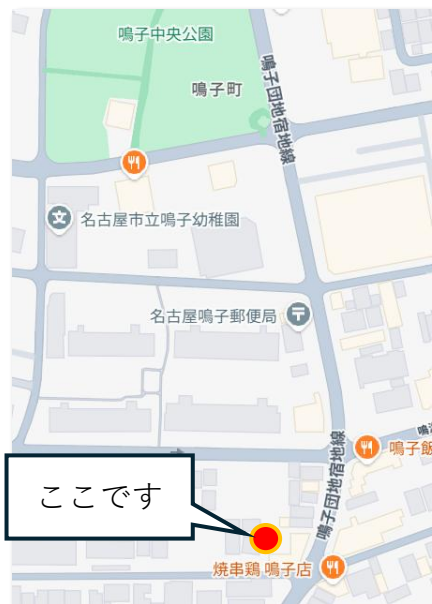 鳴子中央公園
鳴子町
鳴子団地宿地線
名古屋市立鳴子幼稚園
文
名古屋鳴子郵便局
〒
鳴子団地宿地線
鳴子飯
ここです
焼串鶏 鳴子店